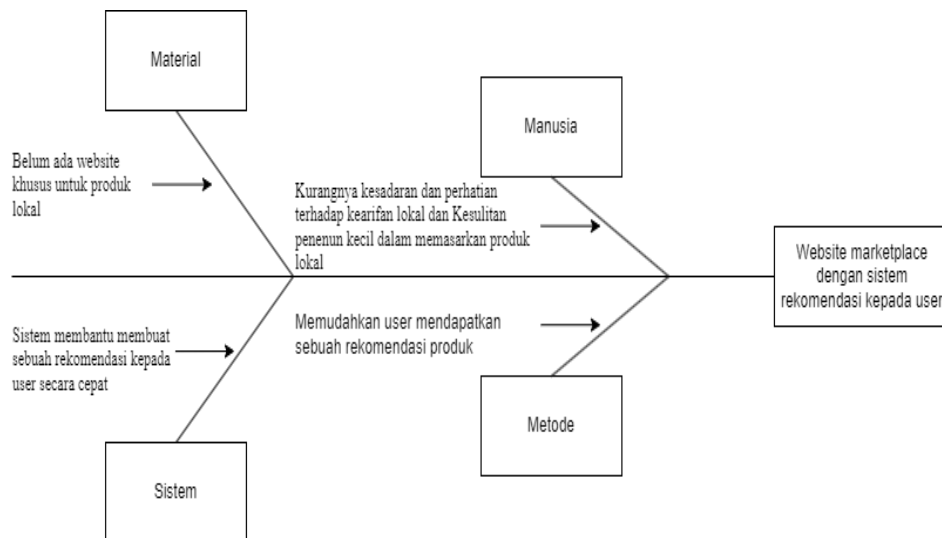 Material
Manusia
Belum ada website
khusus untuk produk
lokal
Kurangnya kesadaran dan perhatian
terhadap kearifan lokal dan Kesulitan
penenun kecil dalam memasarkan produk
lokal
Website marketplace
dengan sistem
rekomendasi kepada user
Sistem membantu membuat
sebuah rekomendasi kepada
user secara cepat
Memudahkan user mendapatkan
sebuah rekomendasi produk
Metode
Sistem